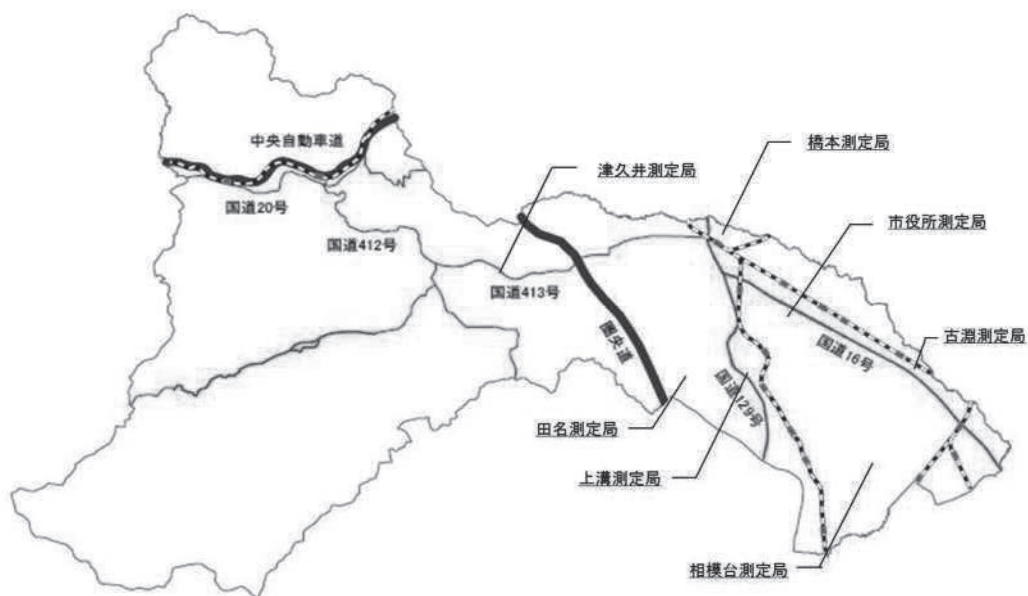 橋本測定局
中央自動車道
津久井測定局
市役所測定局
国道20号
国道412号
国道413号
古淵測定局
圏央道
国道16号
国道129号
田名測定局
上溝測定局
相模台測定局